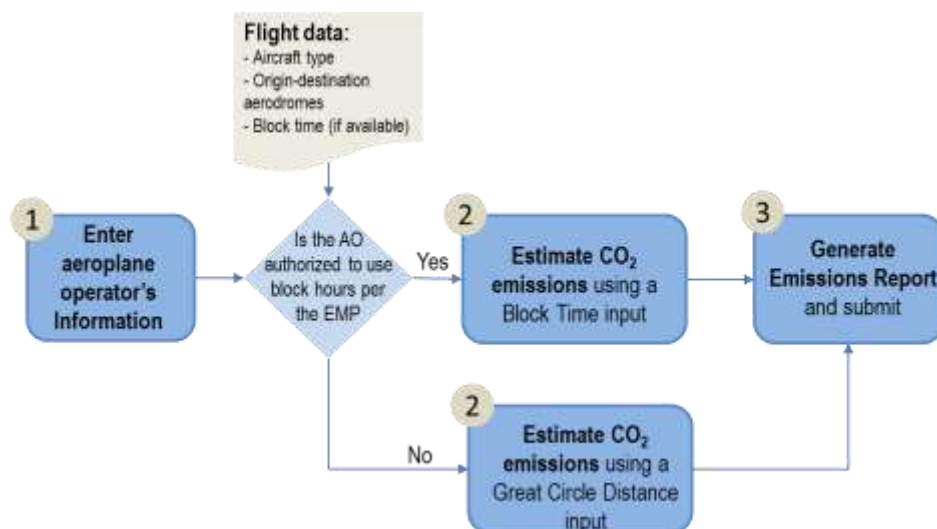 Flight data:
- Aircraft type
- Origin-destination
aerodromes
- Block time (if available)
1
Enter
aeroplane
operator's
Information
Is the AO
authorized to use
block hours per
the EMP
Yes
2
Estimate CO₂
emissions using a
Block Time input
3
Generate
Emissions Report
and submit
No
2
Estimate CO₂
emissions using a
Great Circle Distance
input